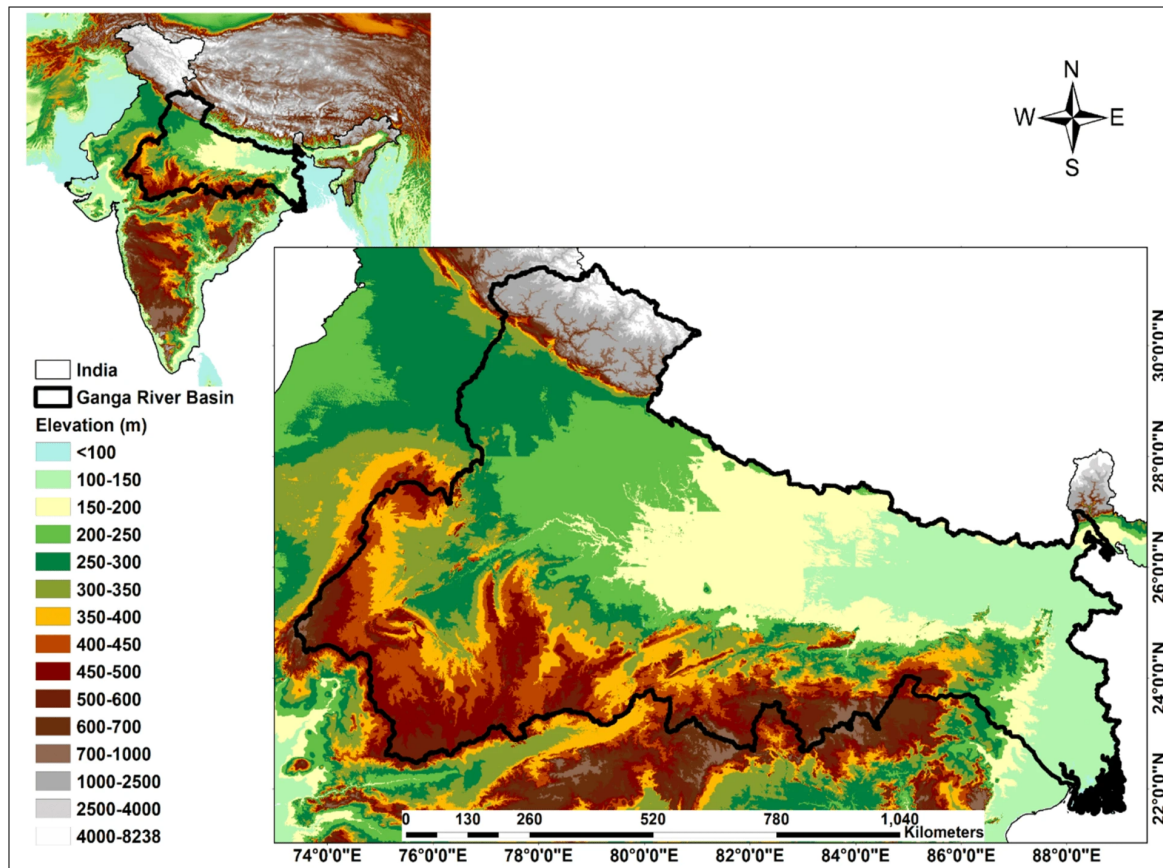 N
W E
S
India
Ganga River Basin
Elevation (m)
<100
100-150
150-200
200-250
250-300
300-350
350-400
400-450
450-500
500-600
600-700
700-1000
1000-2500
2500-4000
4000-8238
30°0'0"N
28°0'0"N
26°0'0"N
24°0'0"N
22°0'0"N
0 130 260 520 780 1,040
Kilometers
74°0'0"E 76°0'0"E 78°0'0"E 80°0'0"E 82°0'0"E 84°0'0"E 86°0'0"E 88°0'0"E